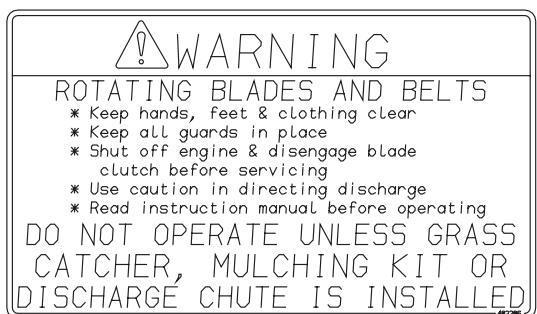 WARNING
ROTATING BLADES AND BELTS
* Keep hands, feet & clothing clear
* Keep all guards in place
* Shut off engine & disengage blade
clutch before servicing
* Use caution in directing discharge
* Read instruction manual before operating
DO NOT OPERATE UNLESS GRASS
CATCHER, MULCHING KIT OR
DISCHARGE CHUTE IS INSTALLED